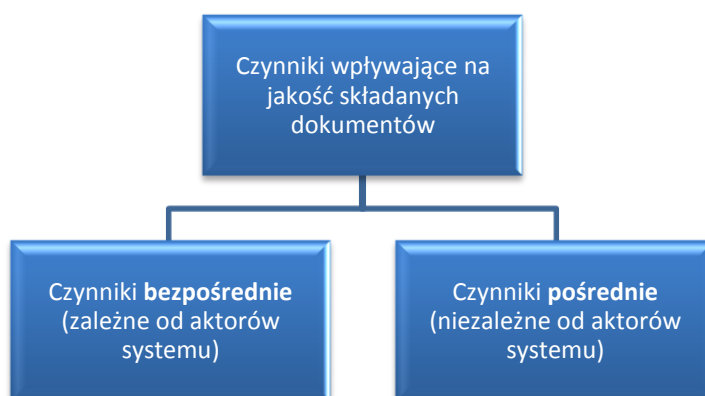 Czynniki wpływające na
jakość składanych
dokumentów
Czynniki bezpośrednie
(zależne od aktorów
systemu)
Czynniki pośrednie
(niezależne od aktorów
systemu)